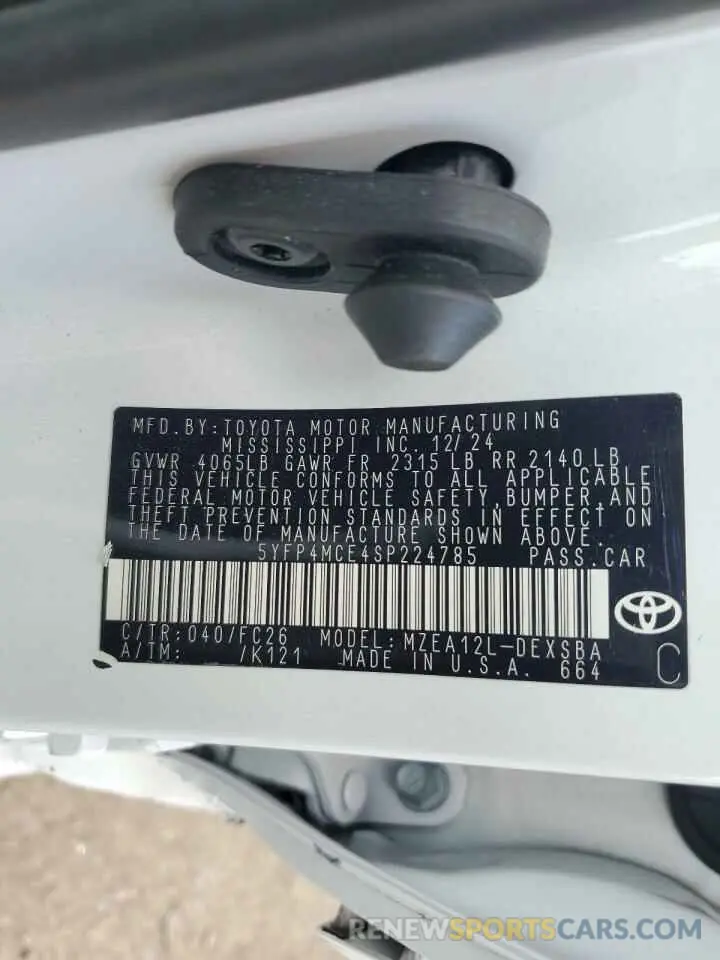 MFD. BY: TOYOTA MOTOR MANUFACTURING
MISSISSIPPI INC. 12/24
GVWR 4065LB GAWR FR 2315 LB RR 2140 LB
THIS VEHICLE CONFORMS TO ALL APPLICABLE
FEDERAL MOTOR VEHICLE SAFETY, BUMPER, AND
THEFT PREVENTION STANDARDS IN EFFECT ON
THE DATE OF MANUFACTURE SHOWN ABOVE.
5YFP4MCE4SP224785 PASS. CAR
C/TR: 040/FC26 MODEL: MZEA12L-DEXSBA
A/TM: /K121 MADE IN U.S.A. 664 C
RENEWSPORTSCARS.COM